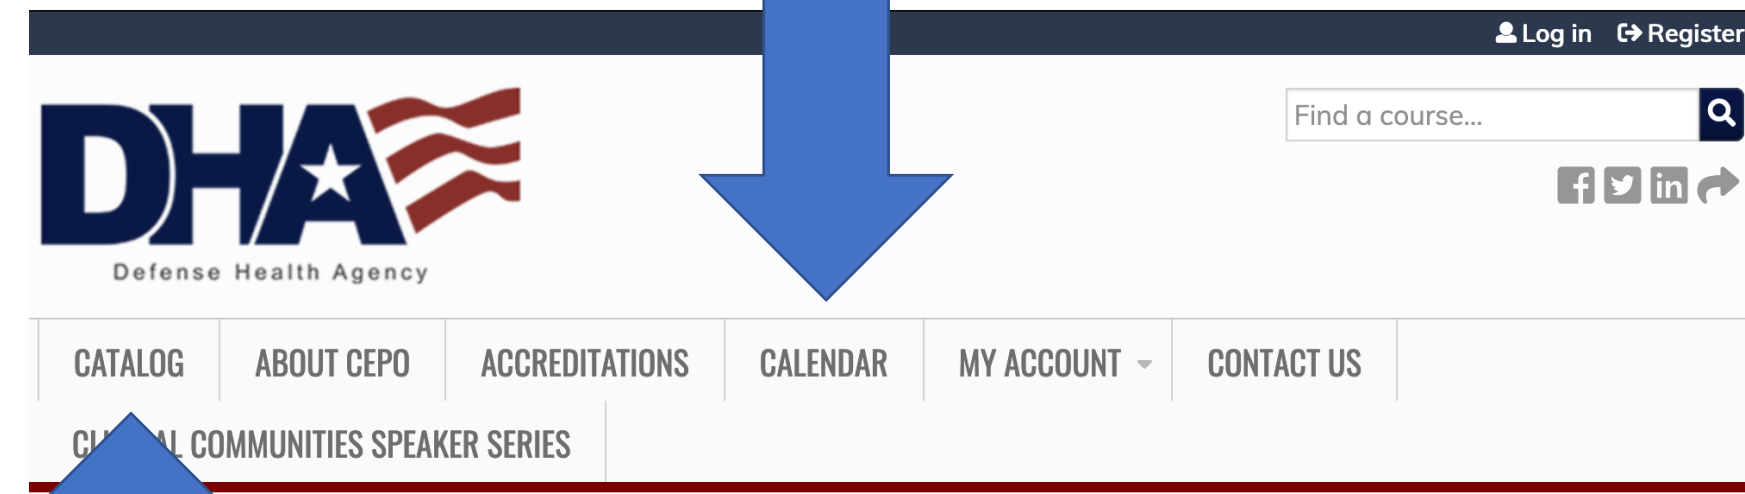 Log in Register
DHA
Find a course...
Defense Health Agency
CATALOG ABOUT CEPO ACCREDITATIONS CALENDAR MY ACCOUNT CONTACT US
COMMUNITIES SPEAKER SERIES